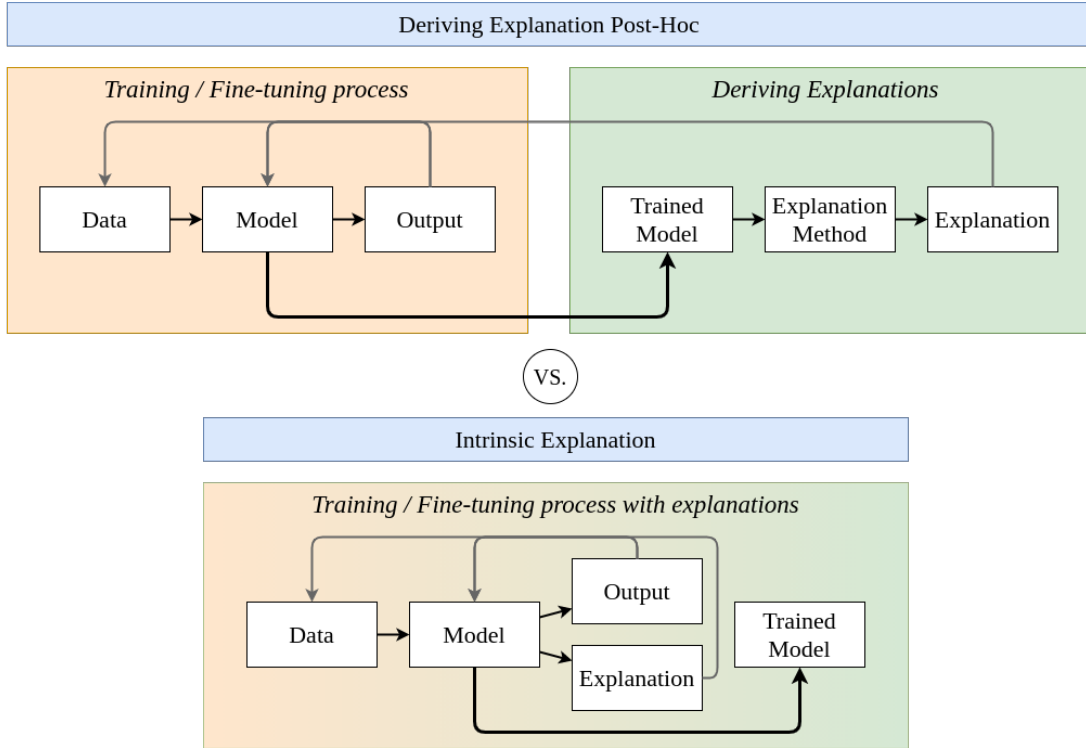 Deriving Explanation Post-Hoc
Training / Fine-tuning process
Deriving Explanations
Data
Model
Output
Trained
Model
Explanation
Method
Explanation
VS.
Intrinsic Explanation
Training / Fine-tuning process with explanations
Data
Model
Output
Explanation
Trained
Model